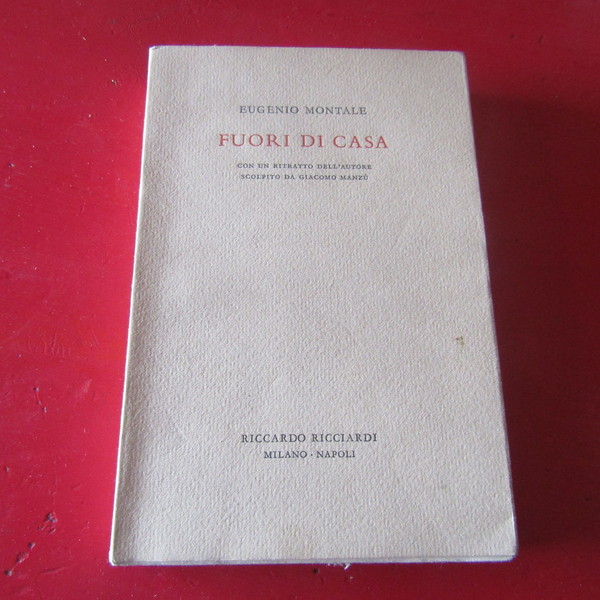 EUGENIO MONTALE
FUORI DI CASA
CON UN RITRATTO DELL'AUTORE
SCOLPITO DA GIACOMO MANZÙ
RICCARDO RICCIARDI
MILANO · NAPOLI